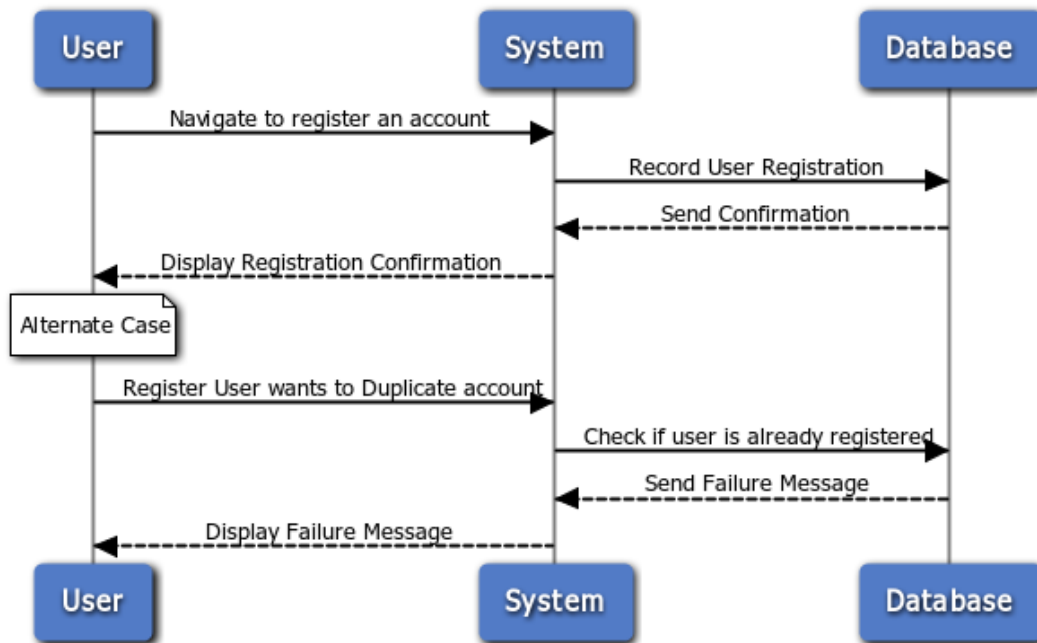 User
System
Database
Navigate to register an account
Record User Registration
Send Confirmation
Display Registration Confirmation
Alternate Case
Register User wants to Duplicate account
Check if user is already registered
Send Failure Message
Display Failure Message
User
System
Database